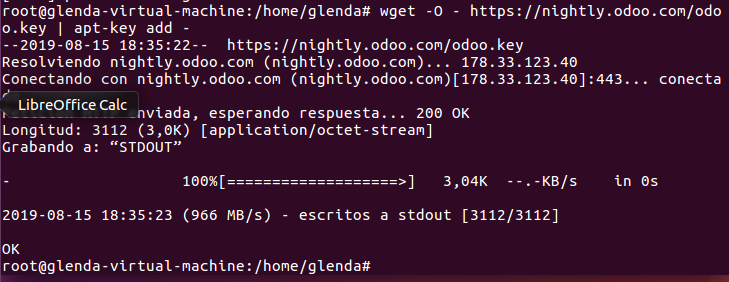 root@glenda-virtual-machine:/home/glenda# wget -O - https://nightly.odoo.com/odo
o.key | apt-key add -
--2019-08-15 18:35:22--  https://nightly.odoo.com/odoo.key
Resolviendo nightly.odoo.com (nightly.odoo.com)... 178.33.123.40
Conectando con nightly.odoo.com (nightly.odoo.com)[178.33.123.40]:443... conecta
LibreOffice Calc
enviada, esperando respuesta... 200 OK
Longitud: 3112 (3,0K) [application/octet-stream]
Grabando a: “STDOUT”
-                   100%[===================>]   3,04K  --.-KB/s    in 0s
2019-08-15 18:35:23 (966 MB/s) - escritos a stdout [3112/3112]
OK
root@glenda-virtual-machine:/home/glenda#